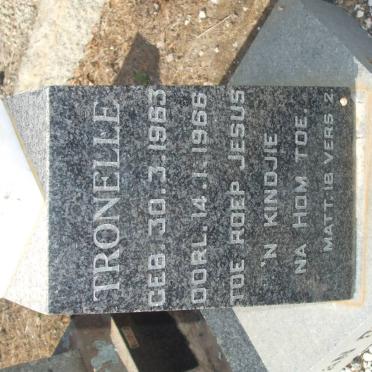 TRONELLE
GEB. 30.3.1963
OORL. 14.1.1966
TOE ROEP JESUS
'N KINDJIE
NA HOM TOE.
MATT. 18 VERS 2